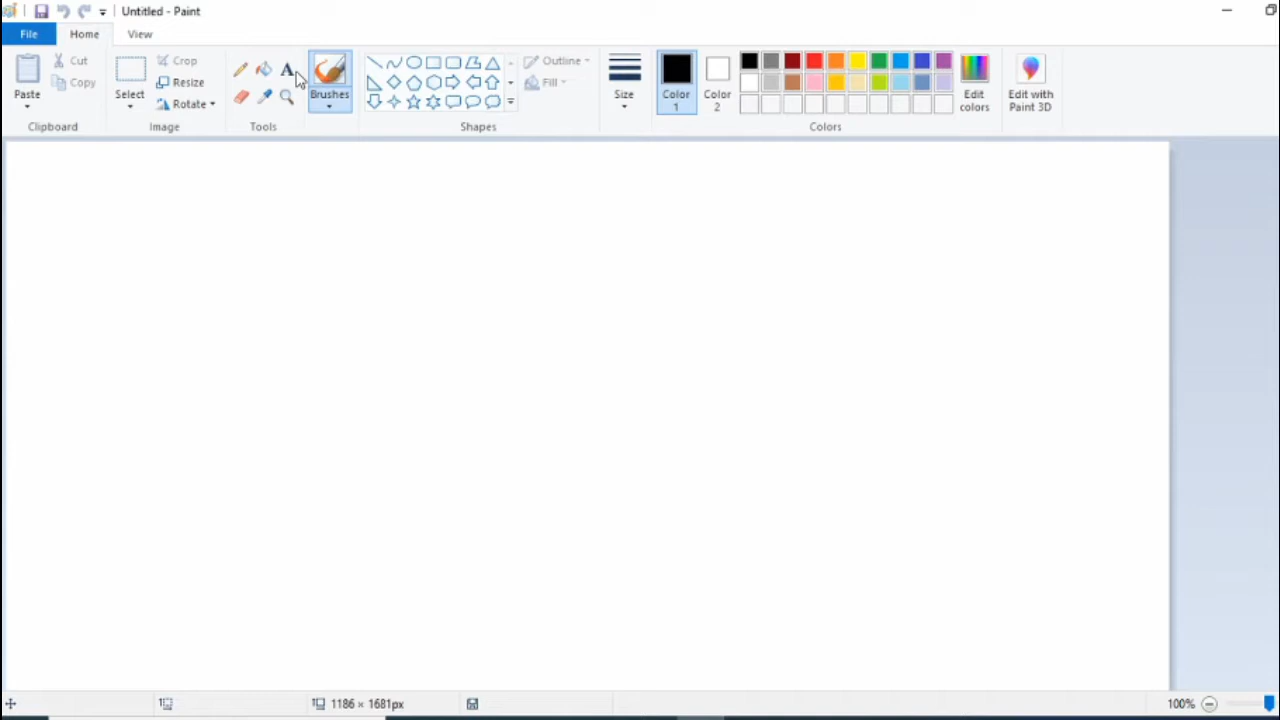 Untitled - Paint
File Home View
Paste
Cut
Copy
Clipboard
Select
Crop
Resize
Rotate
Image
A
Tools
Brushes
Shapes
Outline
Fill
Size
Color 1
Color 2
Colors
Edit colors
Edit with Paint 3D
1186 × 1681px
100%